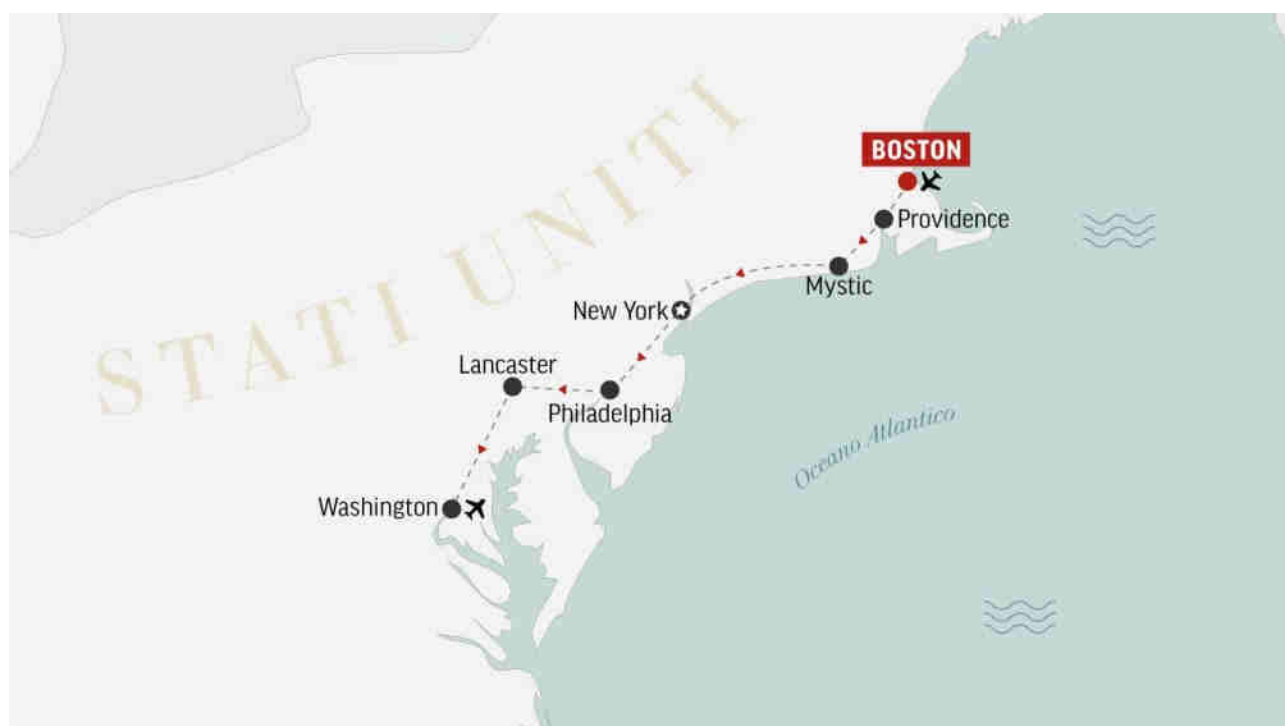 STATI UNITI
BOSTON
Providence
Mystic
New York
Lancaster
Philadelphia
Oceano Atlantico
Washington